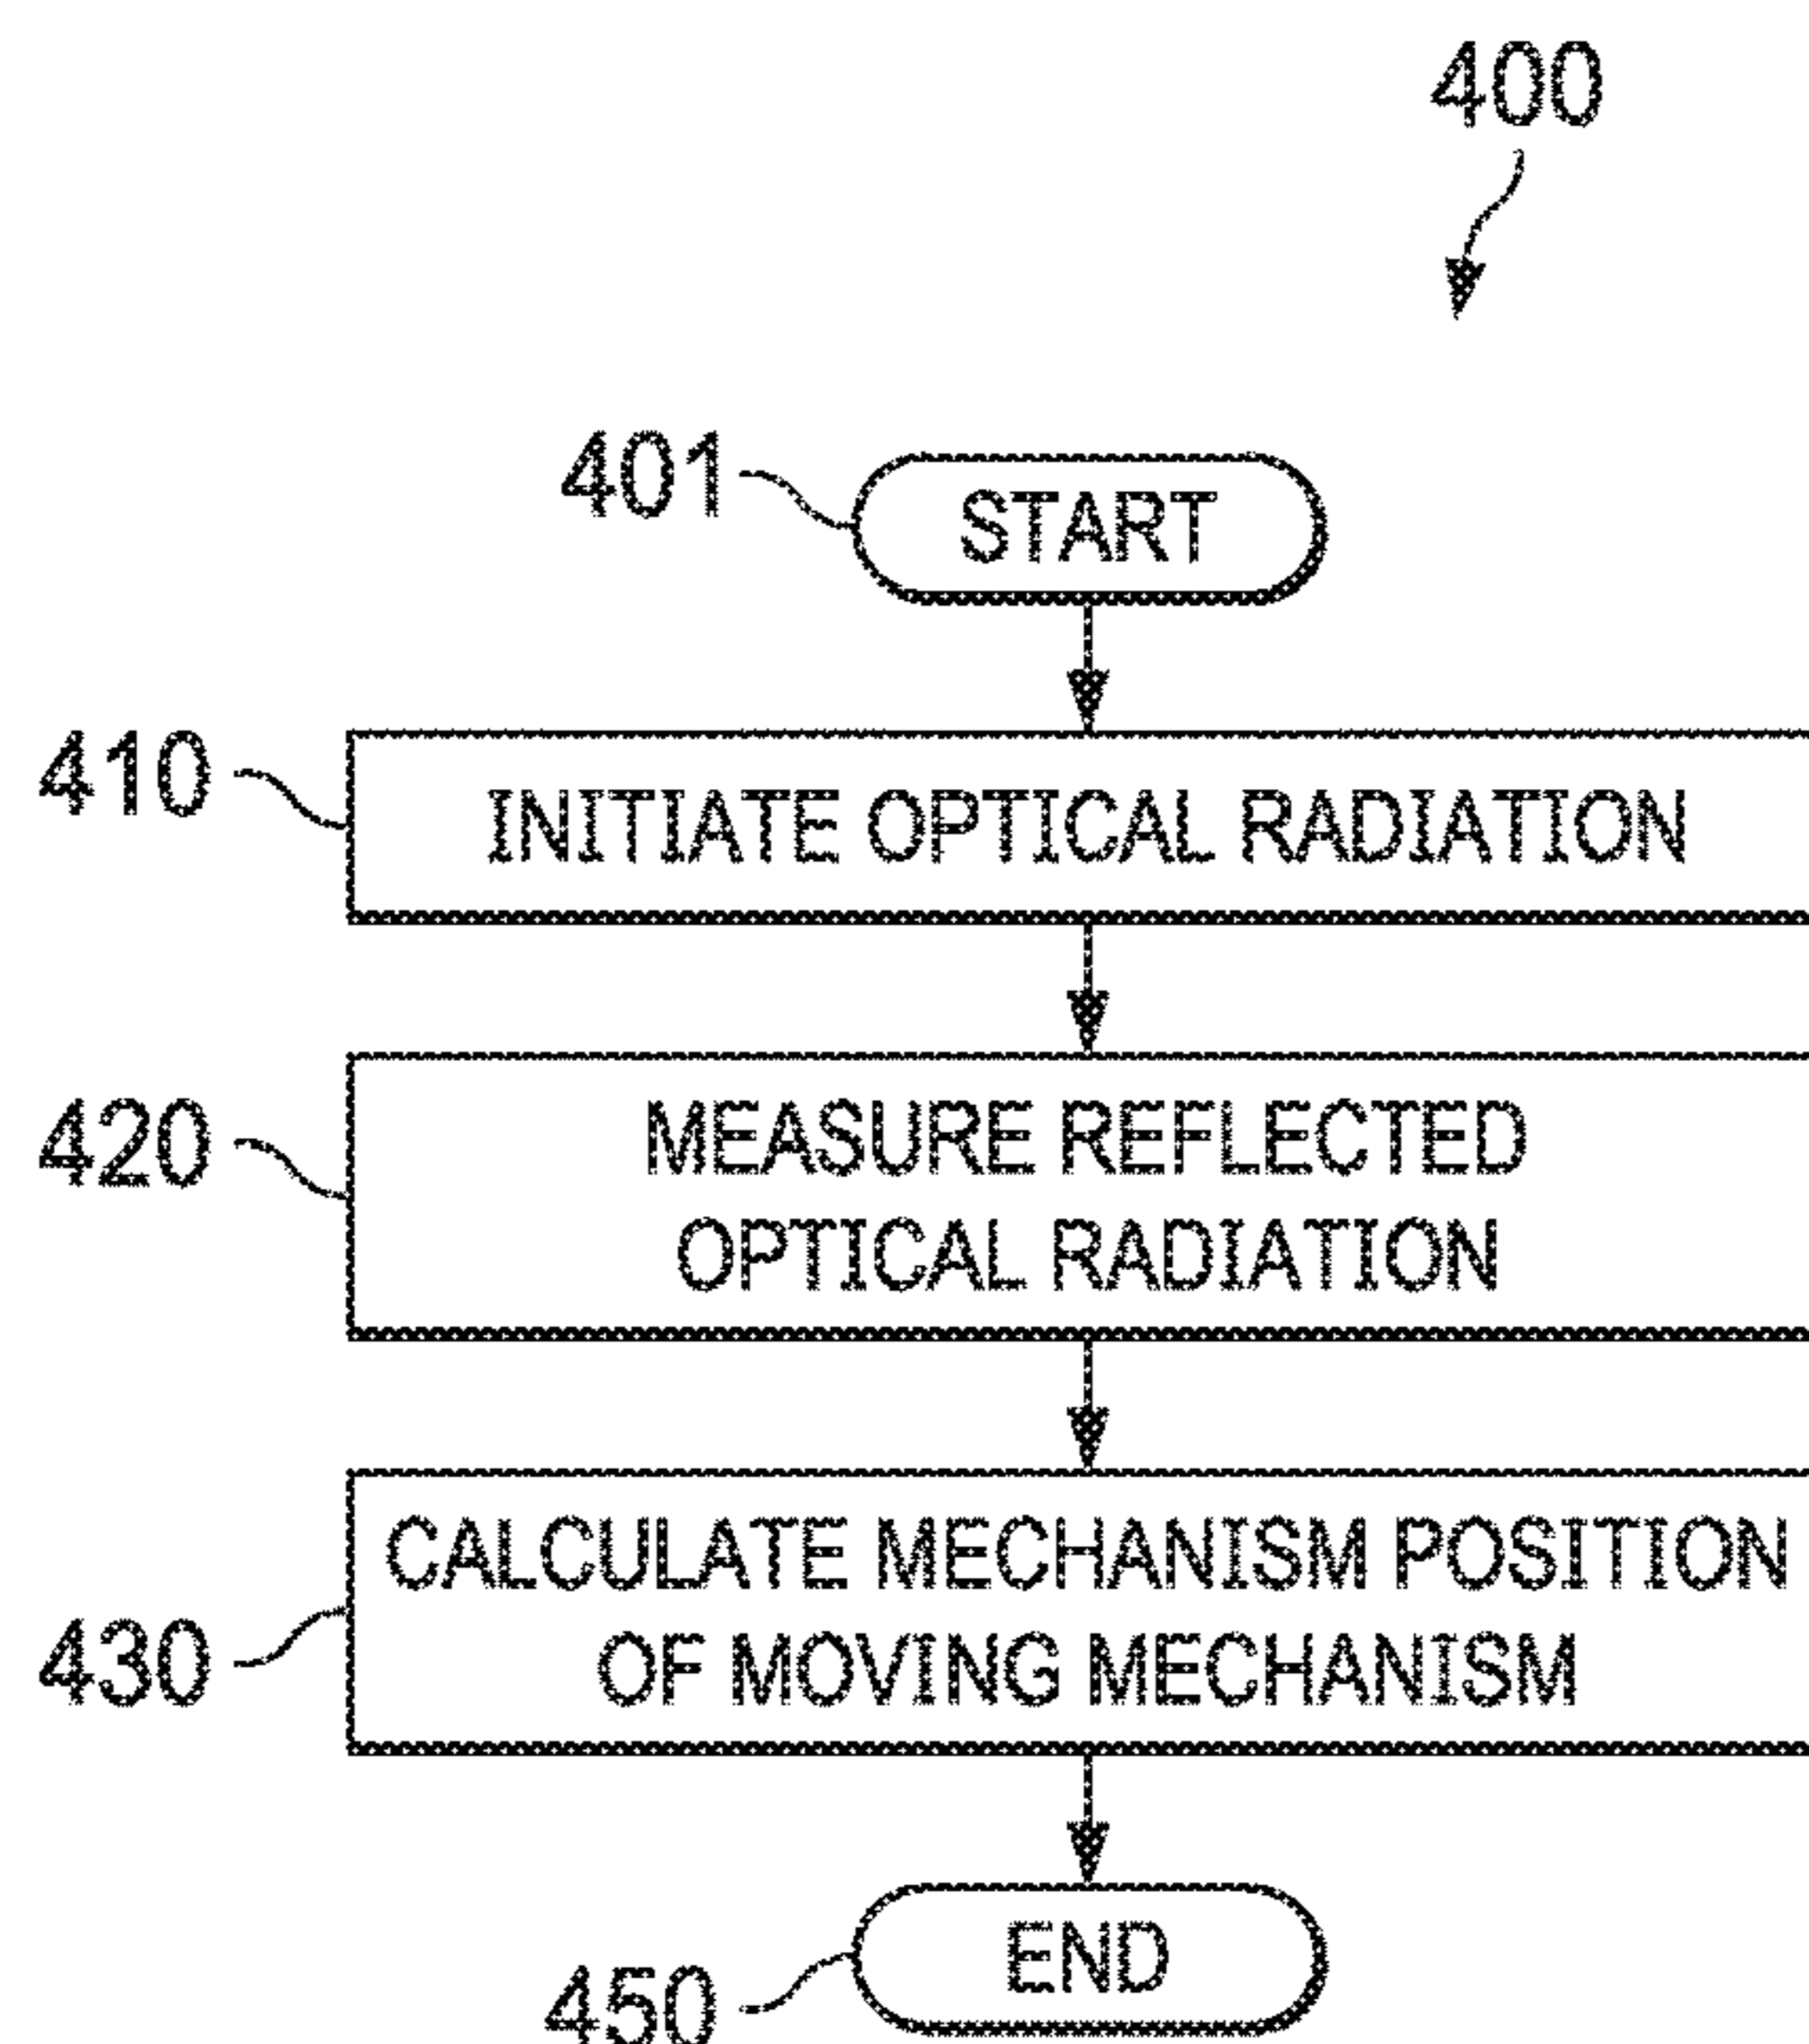 400
401
START
410
INITIATE OPTICAL RADIATION
420
MEASURE REFLECTED
OPTICAL RADIATION
430
CALCULATE MECHANISM POSITION
OF MOVING MECHANISM
450
END